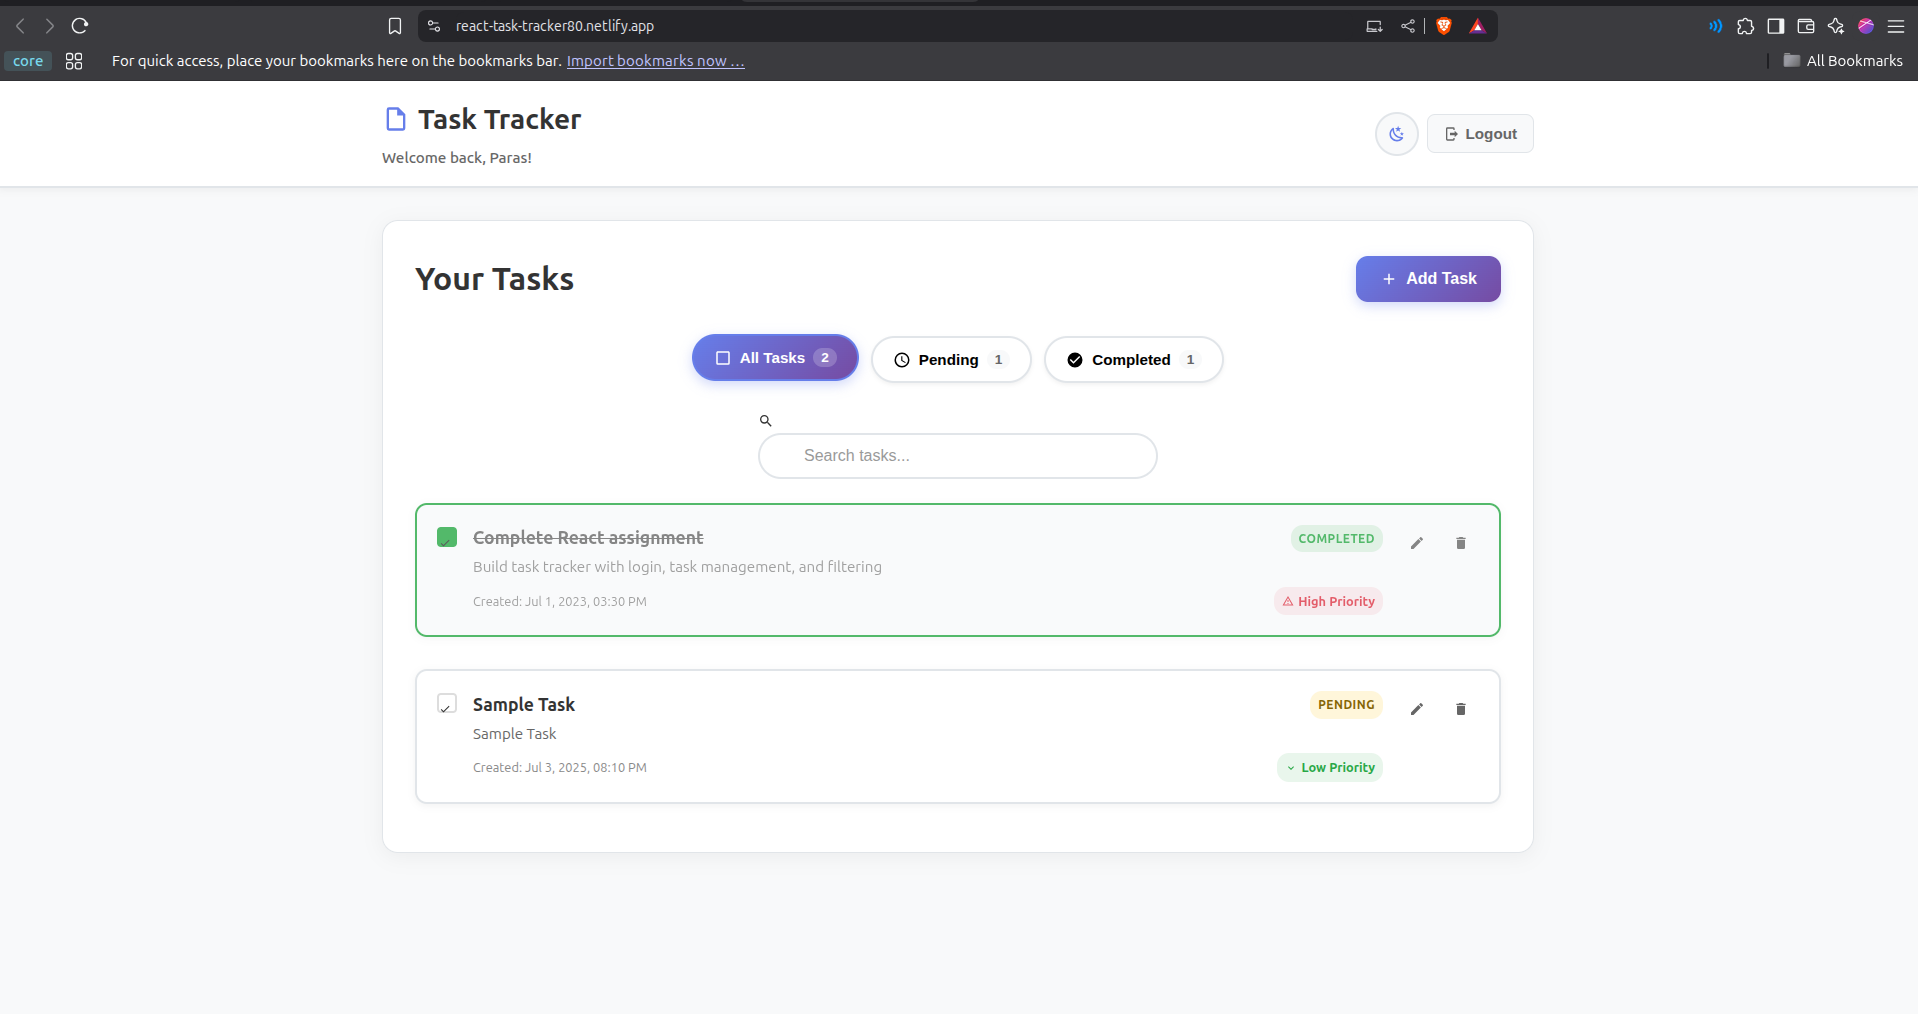 react-task-tracker80.netlify.app
core For quick access, place your bookmarks here on the bookmarks bar. Import bookmarks now … All Bookmarks
Task Tracker
Welcome back, Paras!
Logout
Your Tasks
Add Task
All Tasks 2 Pending 1 Completed 1
Search tasks...
Complete React assignment COMPLETED
Build task tracker with login, task management, and filtering
Created: Jul 1, 2023, 03:30 PM High Priority
Sample Task PENDING
Sample Task
Created: Jul 3, 2025, 08:10 PM Low Priority